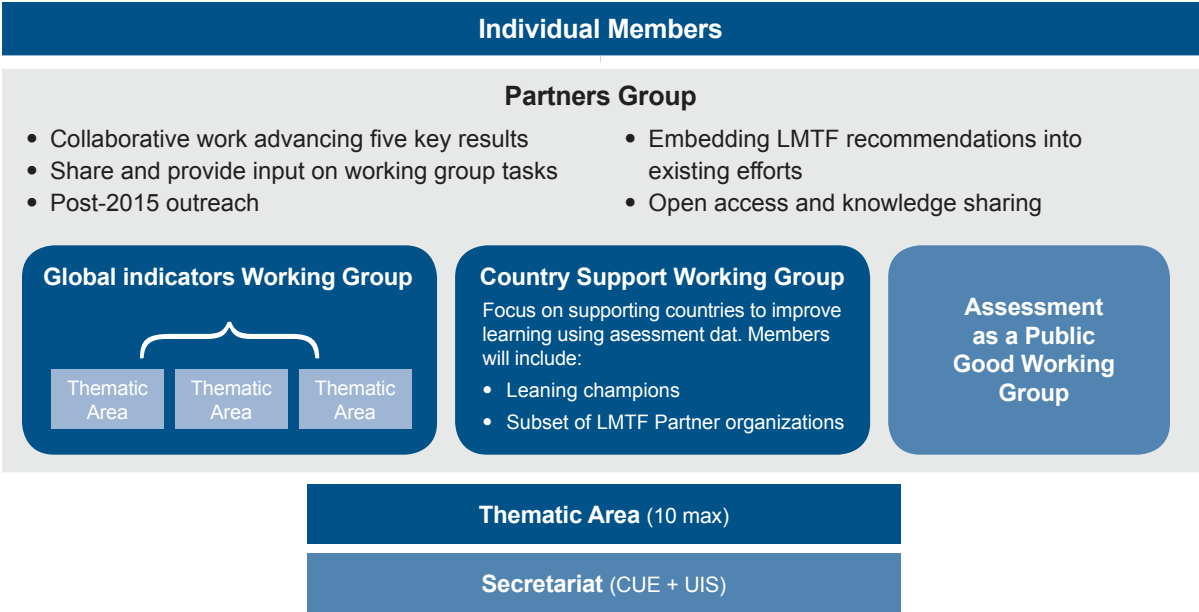 Individual Members
Partners Group
• Collaborative work advancing five key results
• Share and provide input on working group tasks
• Post-2015 outreach
• Embedding LMTF recommendations into
existing efforts
• Open access and knowledge sharing
Global indicators Working Group
Thematic
Area
Thematic
Area
Thematic
Area
Country Support Working Group
Focus on supporting countries to improve
learning using asessment dat. Members
will include:
• Leaning champions
• Subset of LMTF Partner organizations
Assessment
as a Public
Good Working
Group
Thematic Area (10 max)
Secretariat (CUE + UIS)